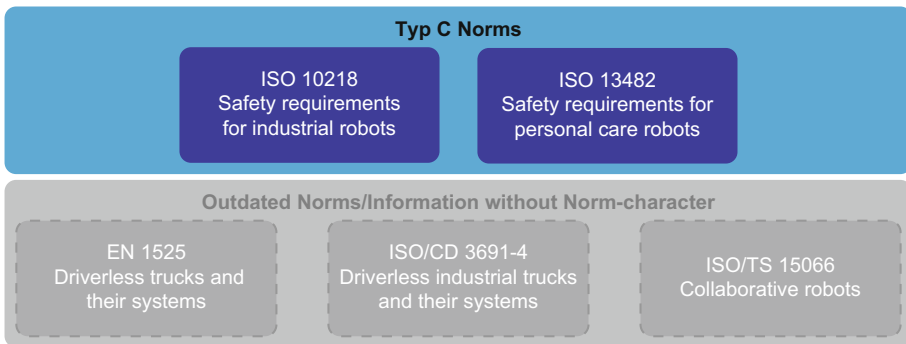 Typ C Norms
ISO 10218
Safety requirements
for industrial robots
ISO 13482
Safety requirements for
personal care robots
Outdated Norms/Information without Norm-character
EN 1525
Driverless trucks and
their systems
ISO/CD 3691-4
Driverless industrial trucks
and their systems
ISO/TS 15066
Collaborative robots